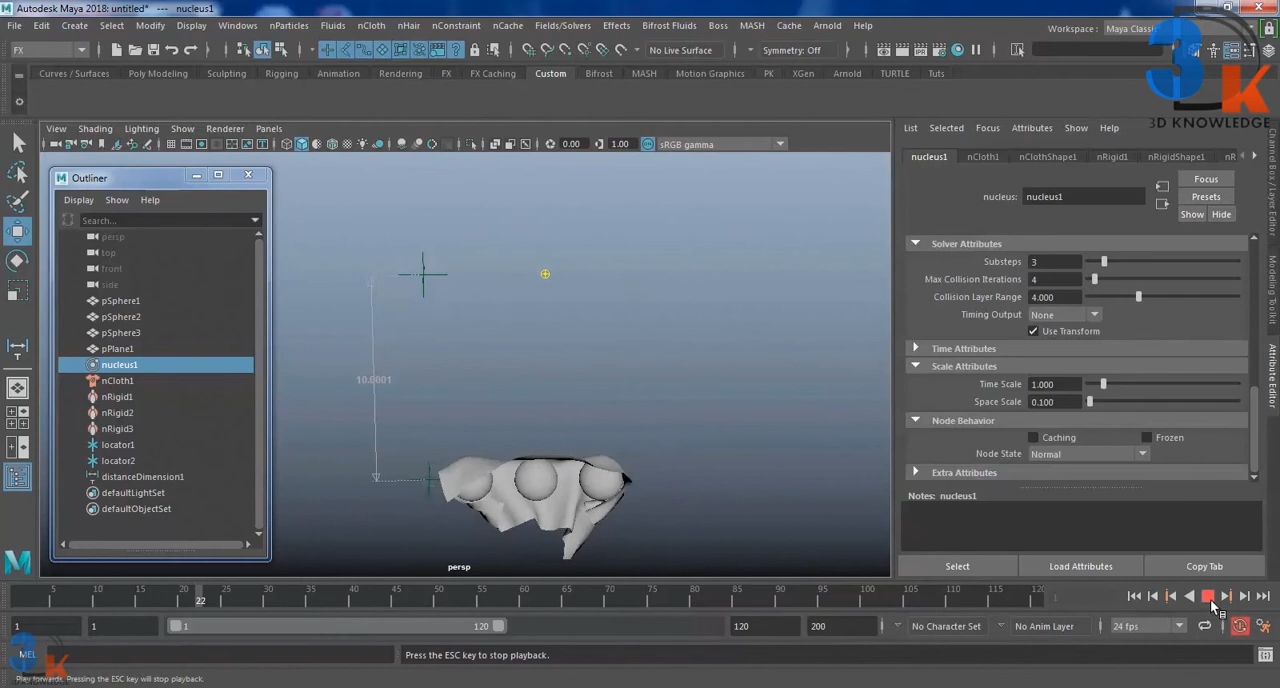 Autodesk Maya 2018: untitled* --- nucleus1
File Edit Create Select Modify Display Windows nParticles Fluids nCloth nHair nConstraint nCache Fields/Solvers Effects Bifrost Fluids Boss MASH Cache Arnold Help
Workspace: Maya Classic
FX No Live Surface Symmetry: Off
Curves / Surfaces Poly Modeling Sculpting Rigging Animation Rendering FX FX Caching Custom Bifrost MASH Motion Graphics PK XGen Arnold TURTLE Tuts
3D KNOWLEDGE
View Shading Lighting Show Renderer Panels
List Selected Focus Attributes Show Help
0.00 1.00 sRGB gamma
nucleus1 nCloth1 nClothShape1 nRigid1 nRigidShape1
Outliner
Display Show Help
Search...
persp
top
front
side
pSphere1
pSphere2
pSphere3
pPlane1
nucleus1
nCloth1
nRigid1
nRigid2
nRigid3
locator1
locator2
distanceDimension1
defaultLightSet
defaultObjectSet
10.0001
persp
Focus
nucleus: nucleus1 Presets
Show Hide
Solver Attributes
Substeps 3
Max Collision Iterations 4
Collision Layer Range 4.000
Timing Output None
Use Transform
Time Attributes
Scale Attributes
Time Scale 1.000
Space Scale 0.100
Node Behavior
Caching Frozen
Node State Normal
Extra Attributes
Notes: nucleus1
Select Load Attributes Copy Tab
Channel Box / Layer Editor
Modeling Toolkit
Attribute Editor
5 10 15 20 22 25 30 35 40 45 50 55 60 65 70 75 80 85 90 95 100 105 110 115 120 1
1 1 1 120 120 200 No Character Set No Anim Layer 24 fps
MEL Press the ESC key to stop playback.
Play forwards. Pressing the ESC key will stop playback.